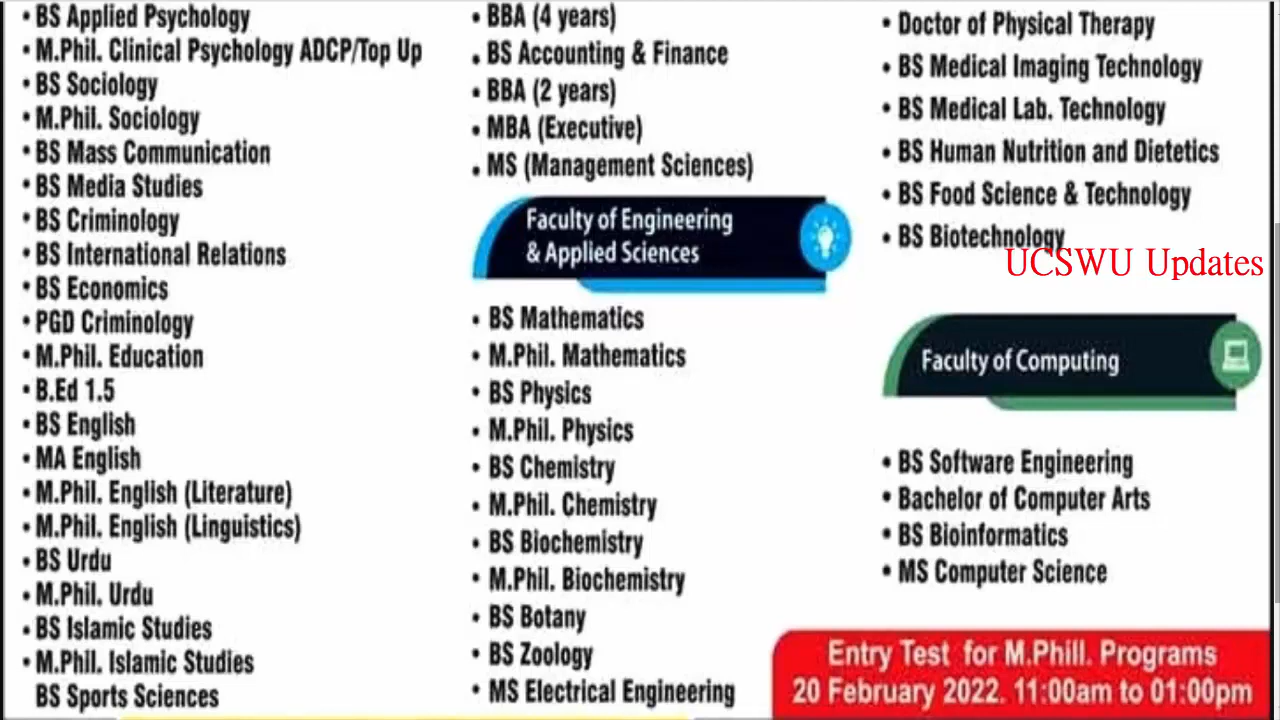 • BS Applied Psychology
• M.Phil. Clinical Psychology ADCP/Top Up
• BS Sociology
• M.Phil. Sociology
• BS Mass Communication
• BS Media Studies
• BS Criminology
• BS International Relations
• BS Economics
• PGD Criminology
• M.Phil. Education
• B.Ed 1.5
• BS English
• MA English
• M.Phil. English (Literature)
• M.Phil. English (Linguistics)
• BS Urdu
• M.Phil. Urdu
• BS Islamic Studies
• M.Phil. Islamic Studies
BS Sports Sciences
• BBA (4 years)
• BS Accounting & Finance
• BBA (2 years)
• MBA (Executive)
• MS (Management Sciences)
Faculty of Engineering
& Applied Sciences
• BS Mathematics
• M.Phil. Mathematics
• BS Physics
• M.Phil. Physics
• BS Chemistry
• M.Phil. Chemistry
• BS Biochemistry
• M.Phil. Biochemistry
• BS Botany
• BS Zoology
• MS Electrical Engineering
• Doctor of Physical Therapy
• BS Medical Imaging Technology
• BS Medical Lab. Technology
• BS Human Nutrition and Dietetics
• BS Food Science & Technology
• BS Biotechnology
UCSWU Updates
Faculty of Computing
• BS Software Engineering
• Bachelor of Computer Arts
• BS Bioinformatics
• MS Computer Science
Entry Test for M.Phill. Programs
20 February 2022. 11:00am to 01:00pm